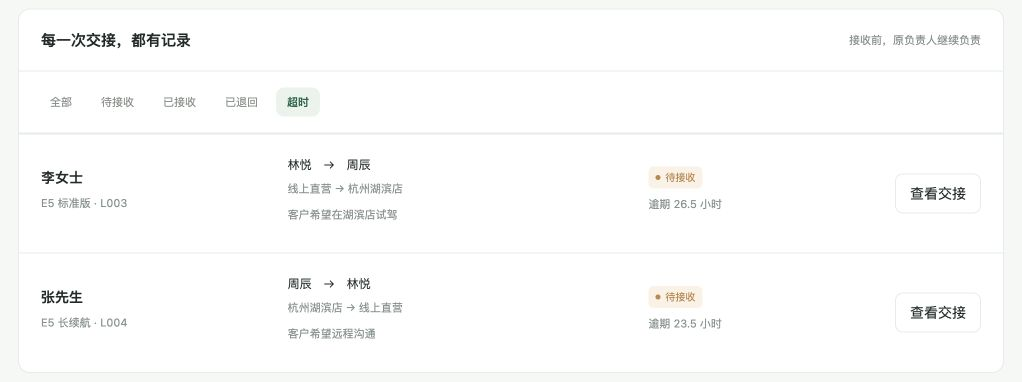 每一次交接，都有记录
接收前，原负责人继续负责
全部 待接收 已接收 已退回 超时
李女士
E5 标准版 · L003
林悦 → 周辰
线上直营 → 杭州湖滨店
客户希望在湖滨店试驾
待接收
逾期 26.5 小时
查看交接
张先生
E5 长续航 · L004
周辰 → 林悦
杭州湖滨店 → 线上直营
客户希望远程沟通
待接收
逾期 23.5 小时
查看交接